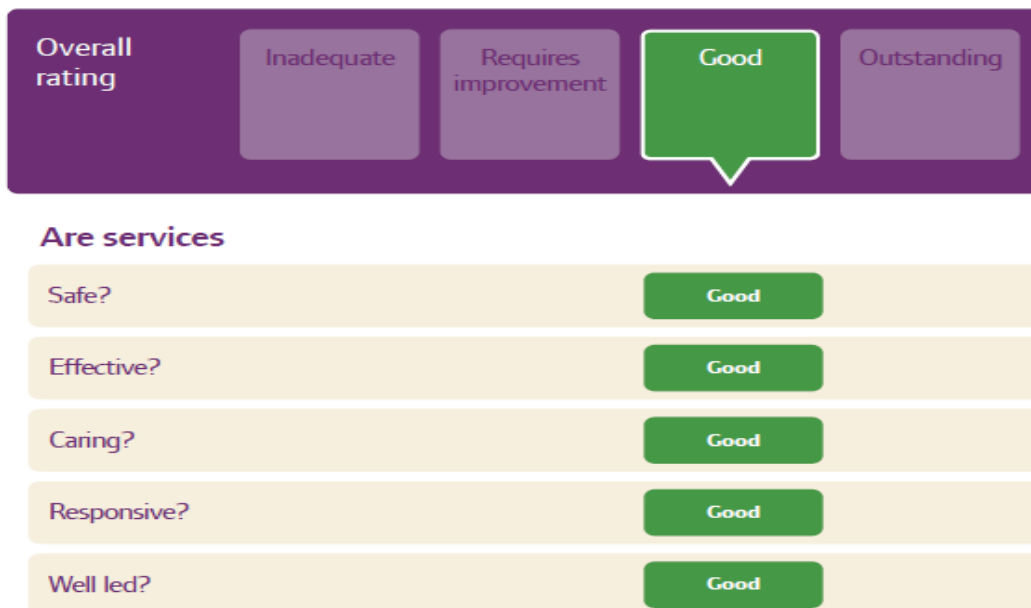 Overall
rating
Inadequate
Requires
improvement
Good
Outstanding
Are services
Safe?
Good
Effective?
Good
Caring?
Good
Responsive?
Good
Well led?
Good